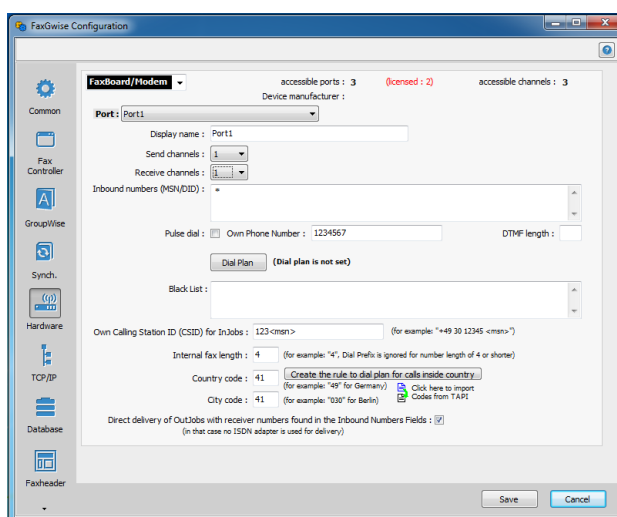 FaxGwise Configuration
FaxBoard/Modem accessible ports : 3 (licensed : 2) accessible channels : 3
Device manufacturer :
Port : Port1
Display name : Port1
Send channels : 1
Receive channels : 1
Inbound numbers (MSN/DID) : *
Pulse dial : Own Phone Number : 1234567 DTMF length :
Dial Plan (Dial plan is not set)
Black List :
Own Calling Station ID (CSID) for InJobs : 123<msn> (for example: "+49 30 12345 <msn>")
Internal fax length : 4 (for example: "4", Dial Prefix is ignored for number length of 4 or shorter)
Country code : 41 Create the rule to dial plan for calls inside country
(for example: "49" for Germany) Click here to import
City code : 41 (for example: "030" for Berlin) Codes from TAPI
Direct delivery of OutJobs with receiver numbers found in the Inbound Numbers Fields :
(in that case no ISDN adapter is used for delivery)
Common
Fax
Controller
GroupWise
Synch.
Hardware
TCP/IP
Database
Faxheader
Save Cancel